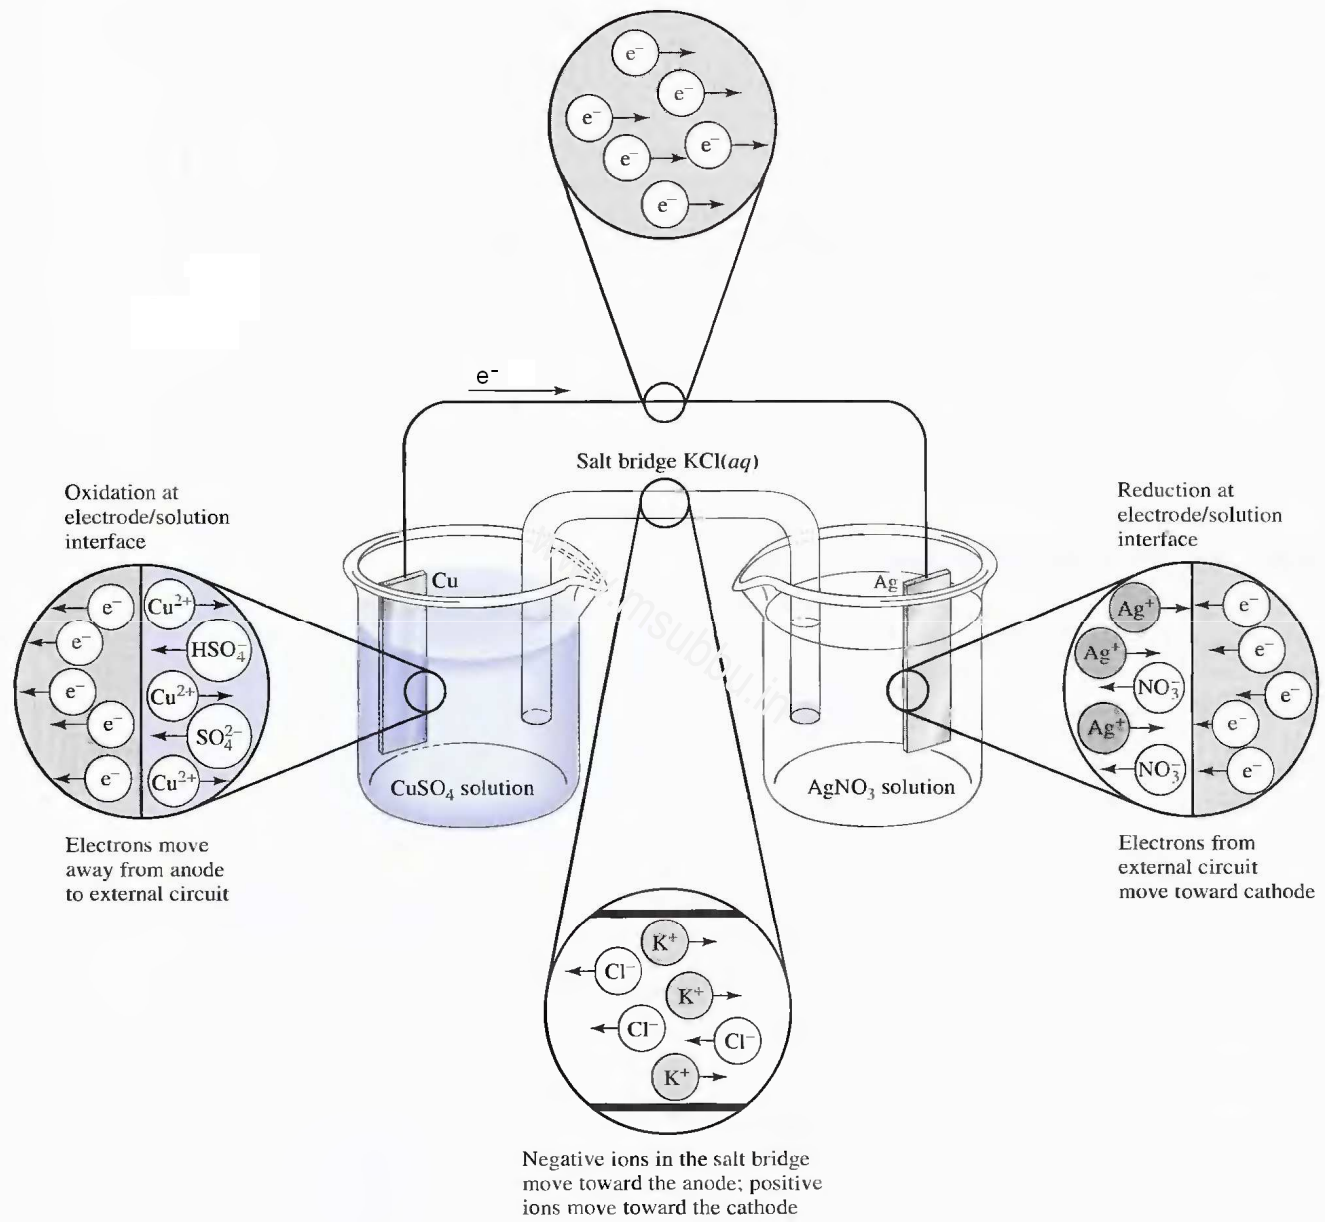 e⁻
e⁻
e⁻
e⁻
e⁻
e⁻
e⁻
Salt bridge KCl(aq)
Oxidation at
electrode/solution
interface
Reduction at
electrode/solution
interface
Cu
Ag
e⁻
Cu²⁺
e⁻
HSO₄⁻
e⁻
Cu²⁺
e⁻
SO₄²⁻
e⁻
Cu²⁺
Ag⁺
e⁻
Ag⁺
e⁻
NO₃⁻
e⁻
Ag⁺
e⁻
NO₃⁻
e⁻
CuSO₄ solution
AgNO₃ solution
www.msubbu.in
Electrons move
away from anode
to external circuit
Electrons from
external circuit
move toward cathode
K⁺
Cl⁻
K⁺
Cl⁻
Cl⁻
K⁺
Negative ions in the salt bridge
move toward the anode; positive
ions move toward the cathode